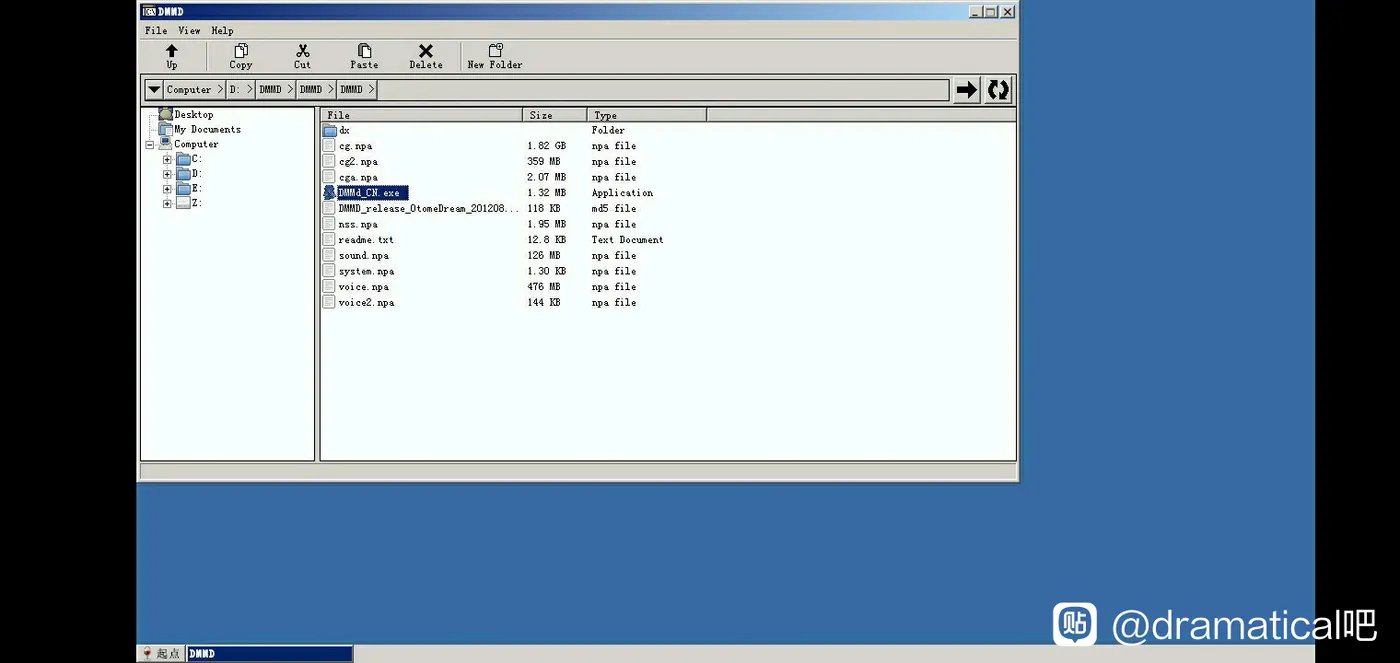 DMMD
File View Help
Up Copy Cut Paste Delete New Folder
Computer D: DMMD DMMD DMMD
Desktop
My Documents
Computer
C:
D:
E:
Z:
File Size Type
dx Folder
cg.npa 1.82 GB npa file
cg2.npa 359 MB npa file
cga.npa 2.07 MB npa file
DMMd_CN.exe 1.32 MB Application
DMMD_release_OtomeDream_201208... 118 KB md5 file
nss.npa 1.95 MB npa file
readme.txt 12.8 KB Text Document
sound.npa 126 MB npa file
system.npa 1.30 KB npa file
voice.npa 476 MB npa file
voice2.npa 144 KB npa file
贴 @dramatical吧
起点 DMMD